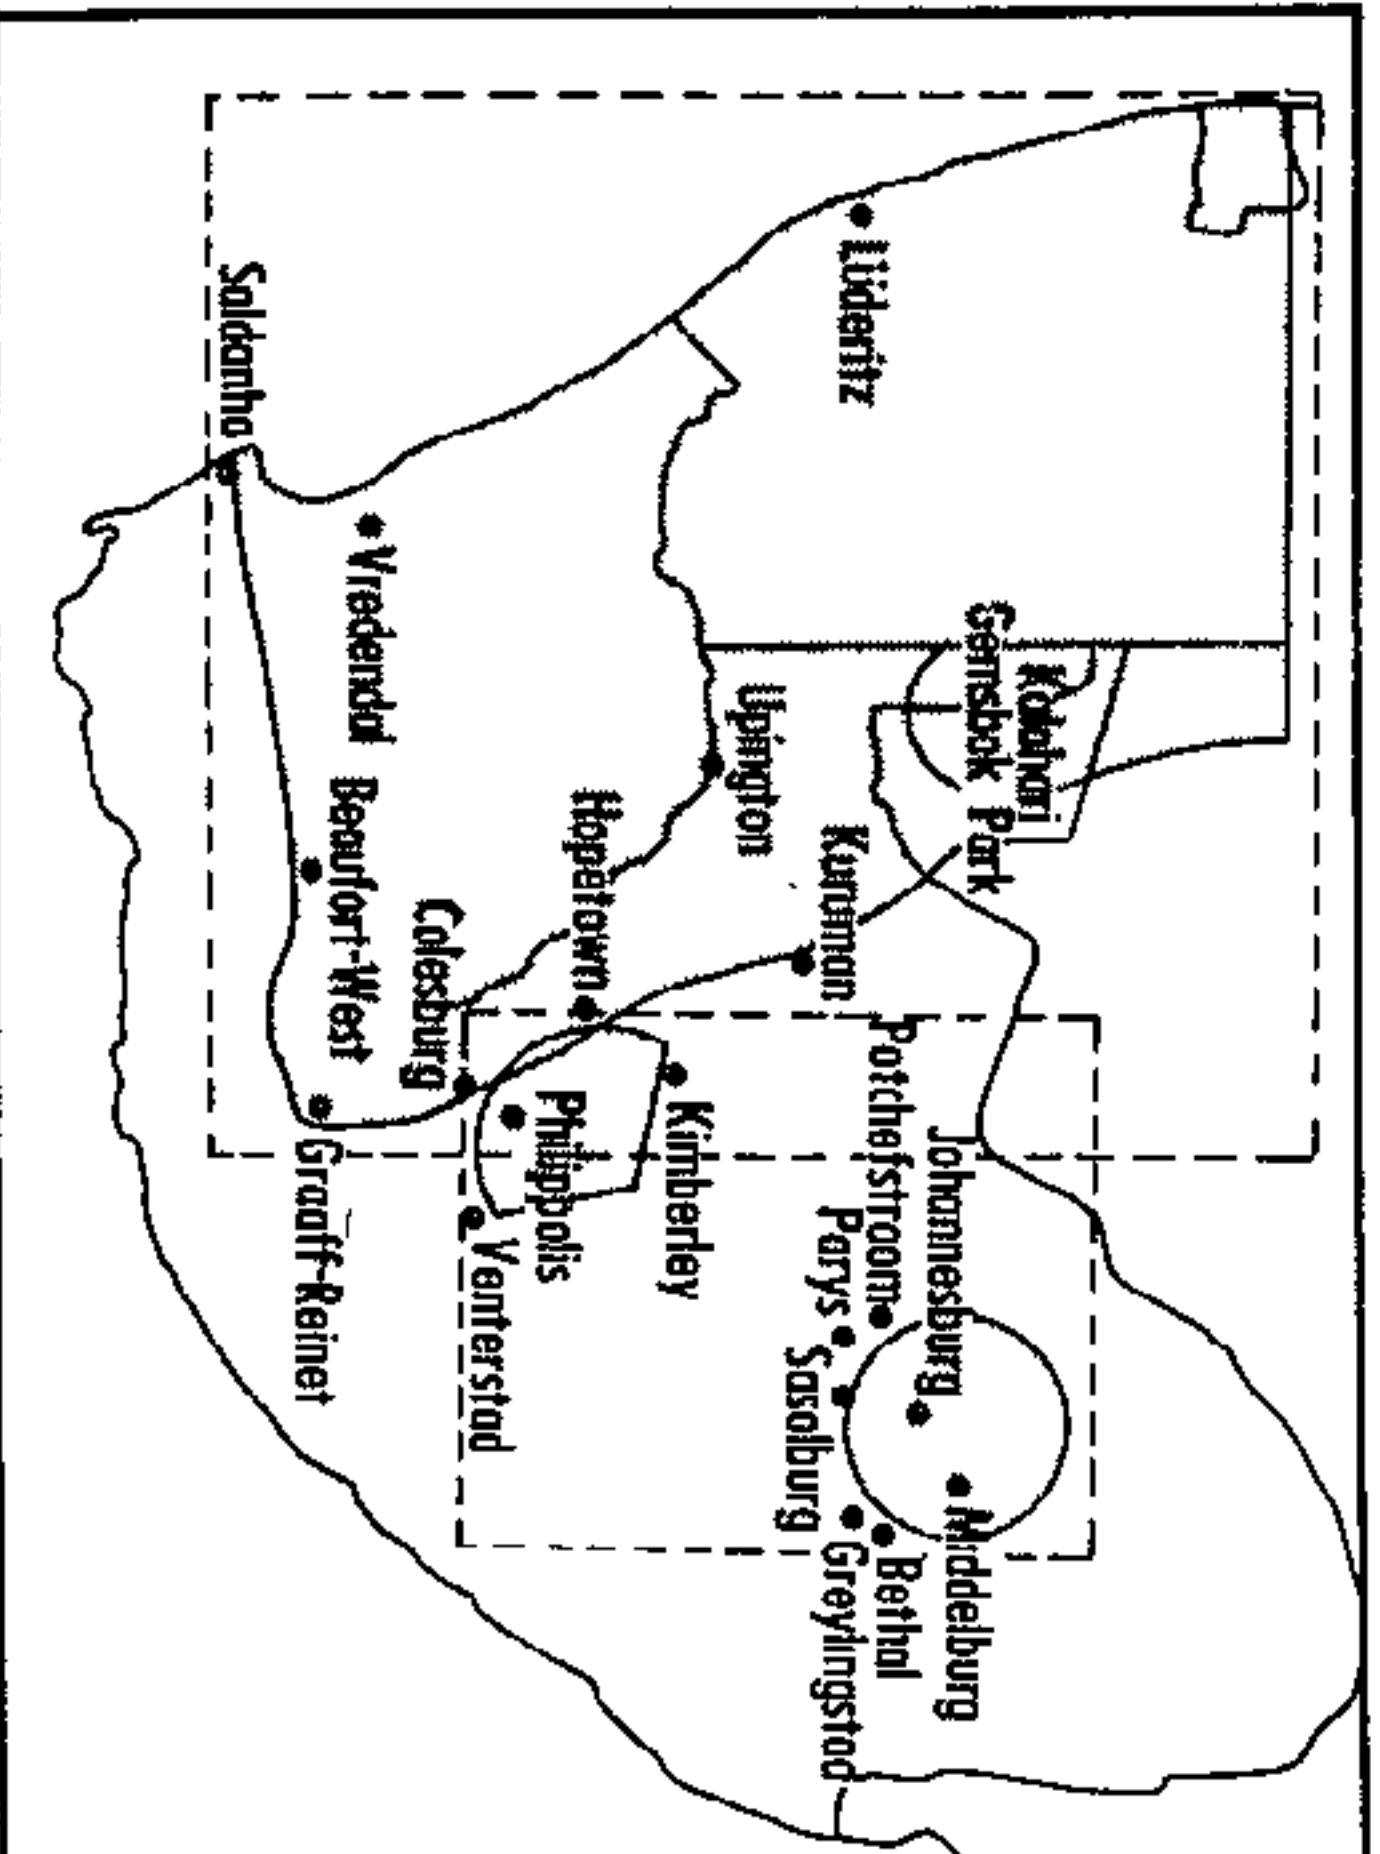 Lüderitz
Kalahari
Gemsbok Park
Kuruman
Upington
Hopetown
Colesburg
Beaufort-West
Vredendal
Saldanha
Middelburg
Johannesburg
Bethal
Potchefstroom
Greylingstad
Parys
Sasolburg
Kimberley
Philippolis
Venterstad
Graaff-Reinet